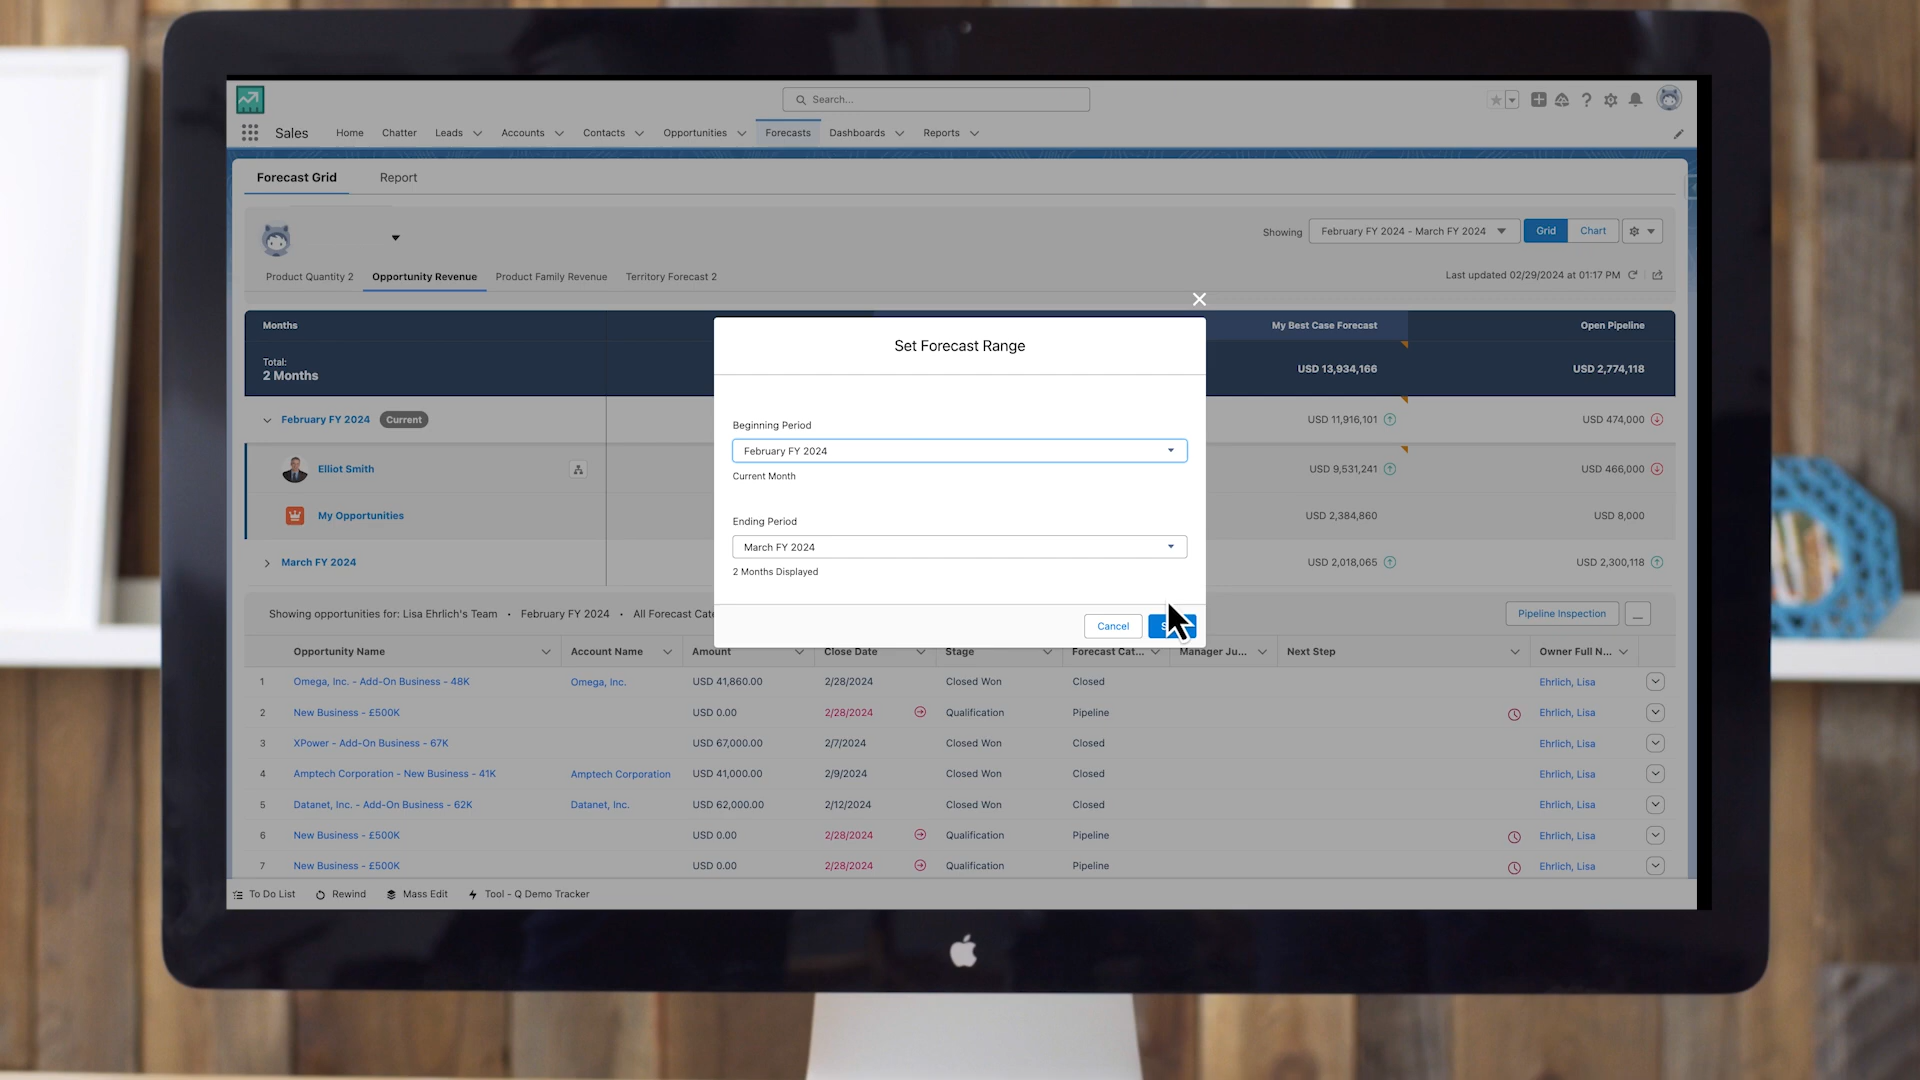 Search...
Sales Home Chatter Leads Accounts Contacts Opportunities Forecasts Dashboards Reports
Forecast Grid Report
Showing February FY 2024 - March FY 2024 Grid Chart
Product Quantity 2 Opportunity Revenue Product Family Revenue Territory Forecast 2 Last updated 02/29/2024 at 01:17 PM
Months My Best Case Forecast Open Pipeline
Total:
2 Months USD 13,934,166 USD 2,774,118
February FY 2024 Current USD 11,916,101 USD 474,000
Elliot Smith USD 9,531,241 USD 466,000
My Opportunities USD 2,384,860 USD 8,000
March FY 2024 USD 2,018,065 USD 2,300,118
Set Forecast Range
Beginning Period
February FY 2024
Current Month
Ending Period
March FY 2024
2 Months Displayed
Cancel
Showing opportunities for: Lisa Ehrlich's Team • February FY 2024 • All Forecast Cate Pipeline Inspection ...
Opportunity Name Account Name Amount Close Date Stage Forecast Cat... Manager Ju... Next Step Owner Full N...
1 Omega, Inc. - Add-On Business - 48K Omega, Inc. USD 41,860.00 2/28/2024 Closed Won Closed Ehrlich, Lisa
2 New Business - £500K USD 0.00 2/28/2024 Qualification Pipeline Ehrlich, Lisa
3 XPower - Add-On Business - 67K USD 67,000.00 2/7/2024 Closed Won Closed Ehrlich, Lisa
4 Amptech Corporation - New Business - 41K Amptech Corporation USD 41,000.00 2/9/2024 Closed Won Closed Ehrlich, Lisa
5 Datanet, Inc. - Add-On Business - 62K Datanet, Inc. USD 62,000.00 2/12/2024 Closed Won Closed Ehrlich, Lisa
6 New Business - £500K USD 0.00 2/28/2024 Qualification Pipeline Ehrlich, Lisa
7 New Business - £500K USD 0.00 2/28/2024 Qualification Pipeline Ehrlich, Lisa
To Do List Rewind Mass Edit Tool - Q Demo Tracker